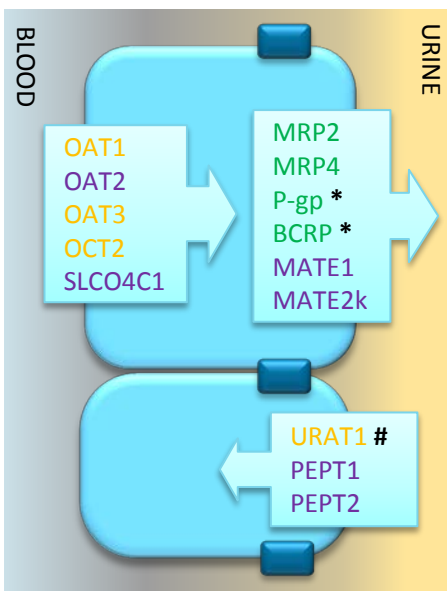 BLOOD
URINE
OAT1
OAT2
OAT3
OCT2
SLCO4C1
MRP2
MRP4
P-gp *
BCRP *
MATE1
MATE2k
URAT1 #
PEPT1
PEPT2